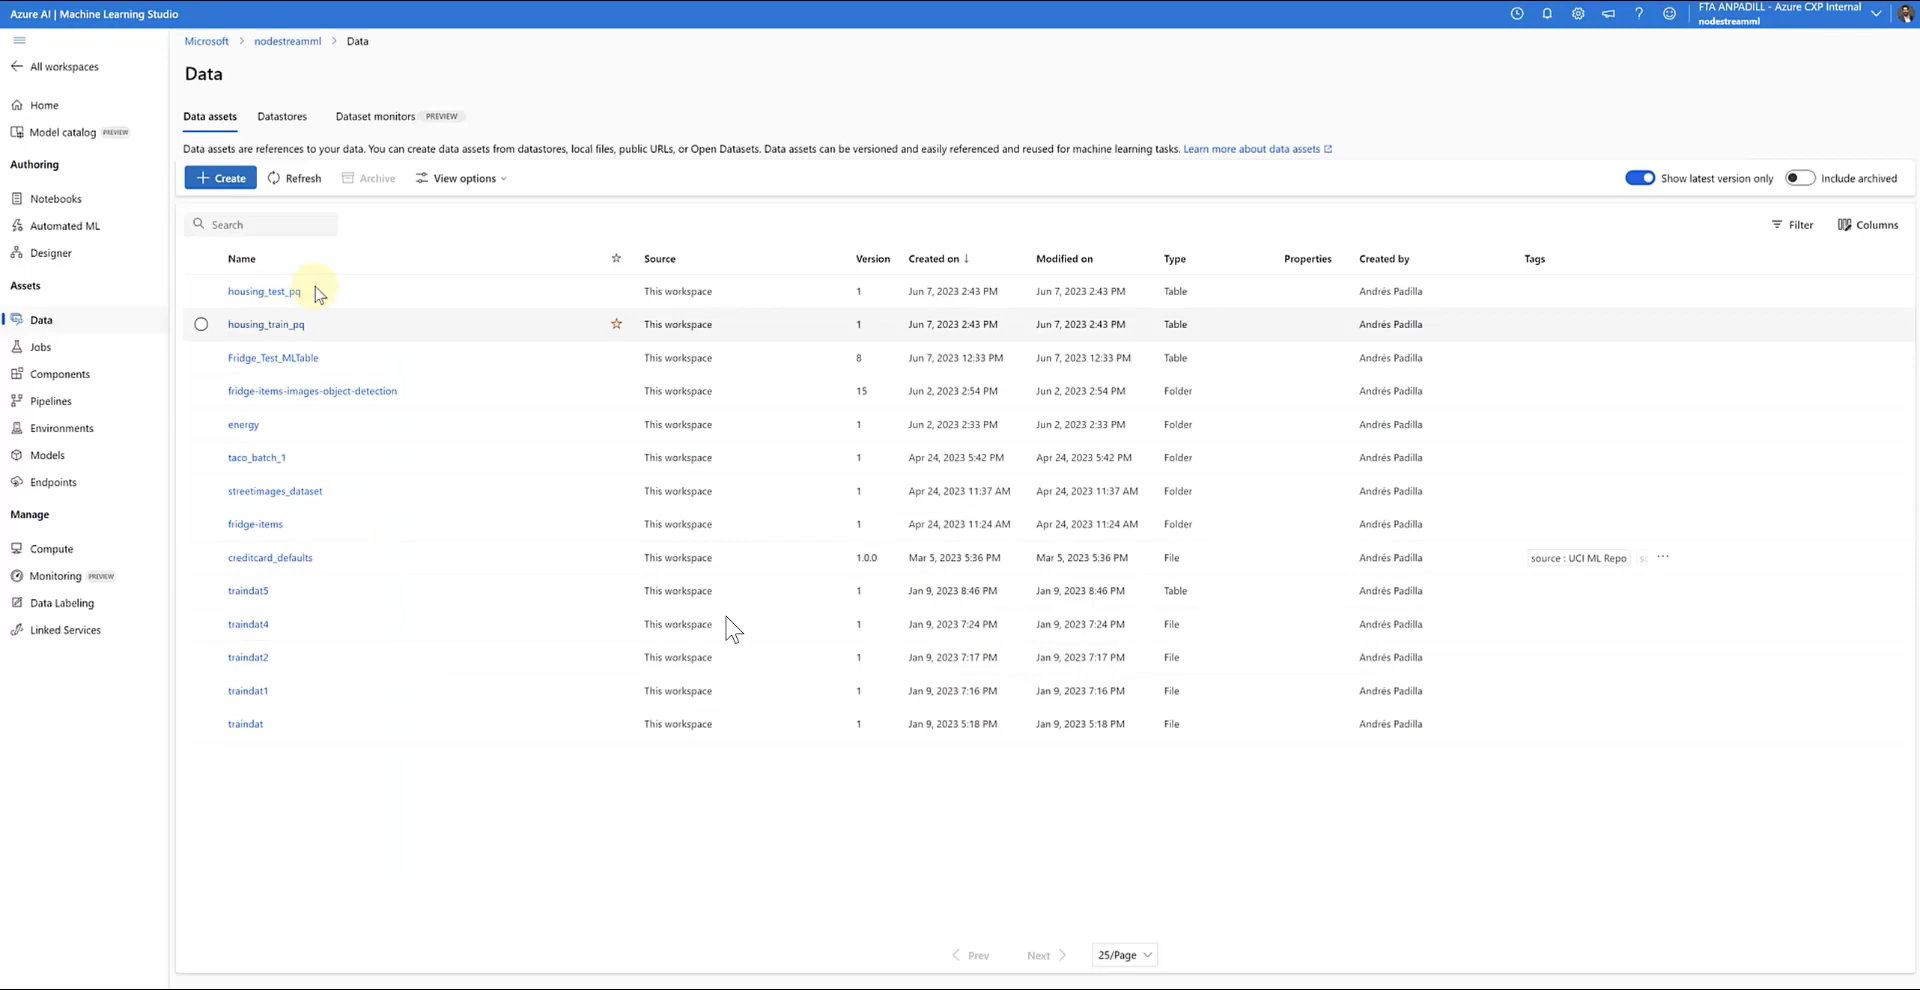 Azure AI | Machine Learning Studio
FTA ANPADILL - Azure CXP Internal
nodestreamml
All workspaces
Home
Model catalog PREVIEW
Authoring
Notebooks
Automated ML
Designer
Assets
Data
Jobs
Components
Pipelines
Environments
Models
Endpoints
Manage
Compute
Monitoring PREVIEW
Data Labeling
Linked Services
Microsoft > nodestreamml > Data
Data
Data assets Datastores Dataset monitors PREVIEW
Data assets are references to your data. You can create data assets from datastores, local files, public URLs, or Open Datasets. Data assets can be versioned and easily referenced and reused for machine learning tasks. Learn more about data assets
+ Create Refresh Archive View options Show latest version only Include archived
Search Filter Columns
Name Source Version Created on ↓ Modified on Type Properties Created by Tags
housing_test_pq This workspace 1 Jun 7, 2023 2:43 PM Jun 7, 2023 2:43 PM Table Andrés Padilla
housing_train_pq This workspace 1 Jun 7, 2023 2:43 PM Jun 7, 2023 2:43 PM Table Andrés Padilla
Fridge_Test_MLTable This workspace 8 Jun 7, 2023 12:33 PM Jun 7, 2023 12:33 PM Table Andrés Padilla
fridge-items-images-object-detection This workspace 15 Jun 2, 2023 2:54 PM Jun 2, 2023 2:54 PM Folder Andrés Padilla
energy This workspace 1 Jun 2, 2023 2:33 PM Jun 2, 2023 2:33 PM Folder Andrés Padilla
taco_batch_1 This workspace 1 Apr 24, 2023 5:42 PM Apr 24, 2023 5:42 PM Folder Andrés Padilla
streetimages_dataset This workspace 1 Apr 24, 2023 11:37 AM Apr 24, 2023 11:37 AM Folder Andrés Padilla
fridge-items This workspace 1 Apr 24, 2023 11:24 AM Apr 24, 2023 11:24 AM Folder Andrés Padilla
creditcard_defaults This workspace 1.0.0 Mar 5, 2023 5:36 PM Mar 5, 2023 5:36 PM File Andrés Padilla source : UCI ML Repo ...
traindat5 This workspace 1 Jan 9, 2023 8:46 PM Jan 9, 2023 8:46 PM Table Andrés Padilla
traindat4 This workspace 1 Jan 9, 2023 7:24 PM Jan 9, 2023 7:24 PM File Andrés Padilla
traindat2 This workspace 1 Jan 9, 2023 7:17 PM Jan 9, 2023 7:17 PM File Andrés Padilla
traindat1 This workspace 1 Jan 9, 2023 7:16 PM Jan 9, 2023 7:16 PM File Andrés Padilla
traindat This workspace 1 Jan 9, 2023 5:18 PM Jan 9, 2023 5:18 PM File Andrés Padilla
< Prev Next > 25/Page